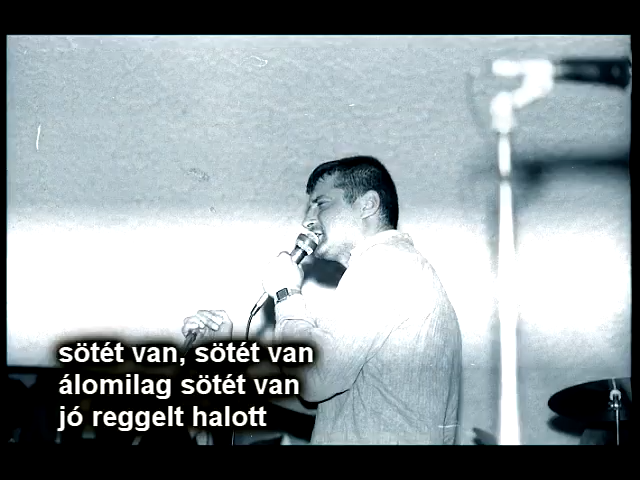 sötét van, sötét van
álomilag sötét van
jó reggelt halott